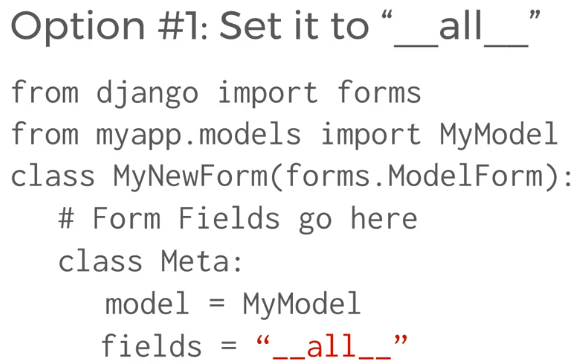 Option #1: Set it to “__all__”
from django import forms
from myapp.models import MyModel
class MyNewForm(forms.ModelForm):
    # Form Fields go here
    class Meta:
        model = MyModel
        fields = “__all__”